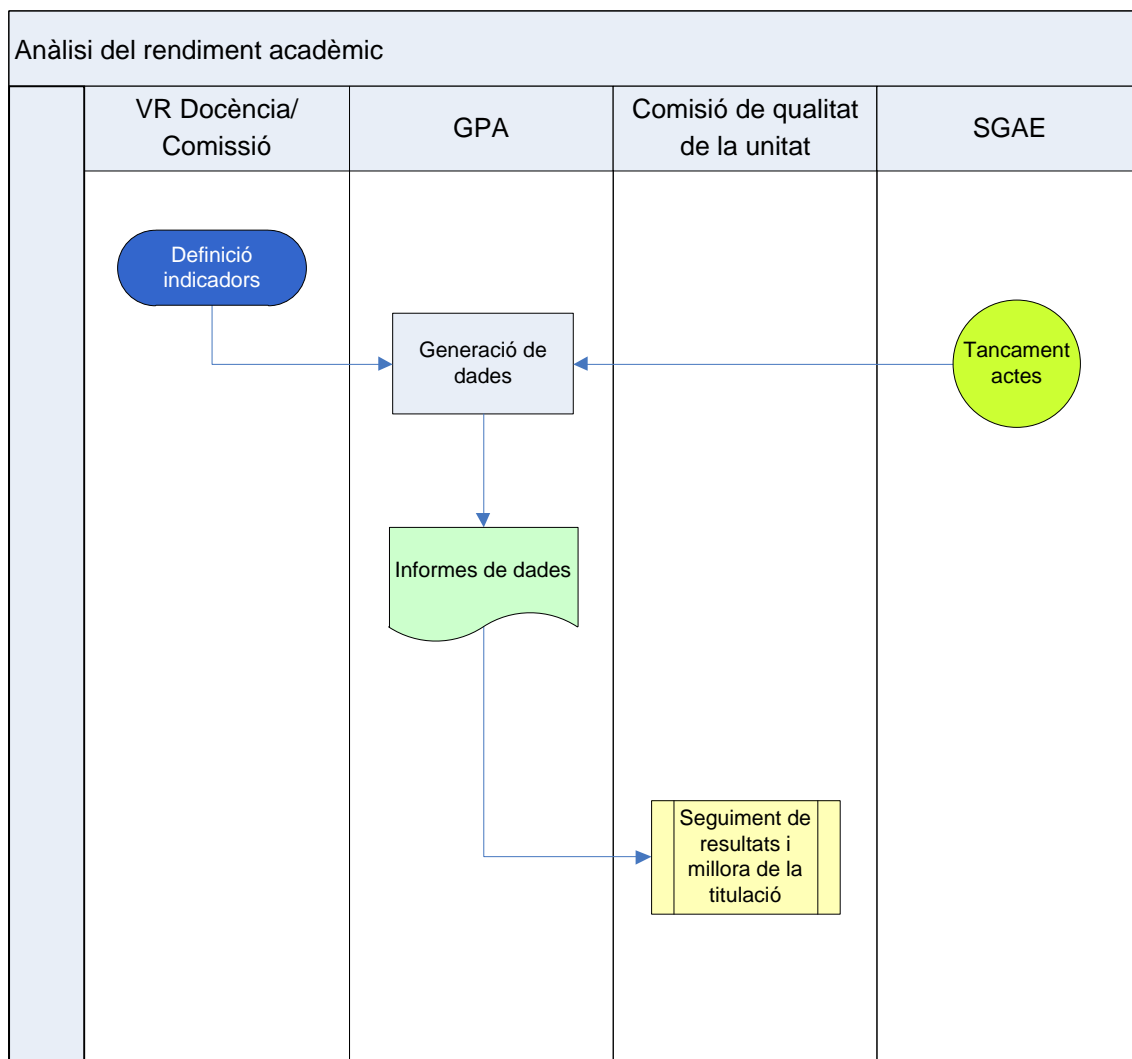 Anàlisi del rendiment acadèmic
VR Docència/
Comissió
GPA
Comisió de qualitat
de la unitat
SGAE
Definició
indicadors
Generació de
dades
Tancament
actes
Informes de dades
Seguiment de
resultats i
millora de la
titulació